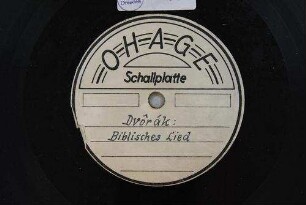 O=H=A=G=E
Schallplatte
Dvořák:
Biblisches Lied